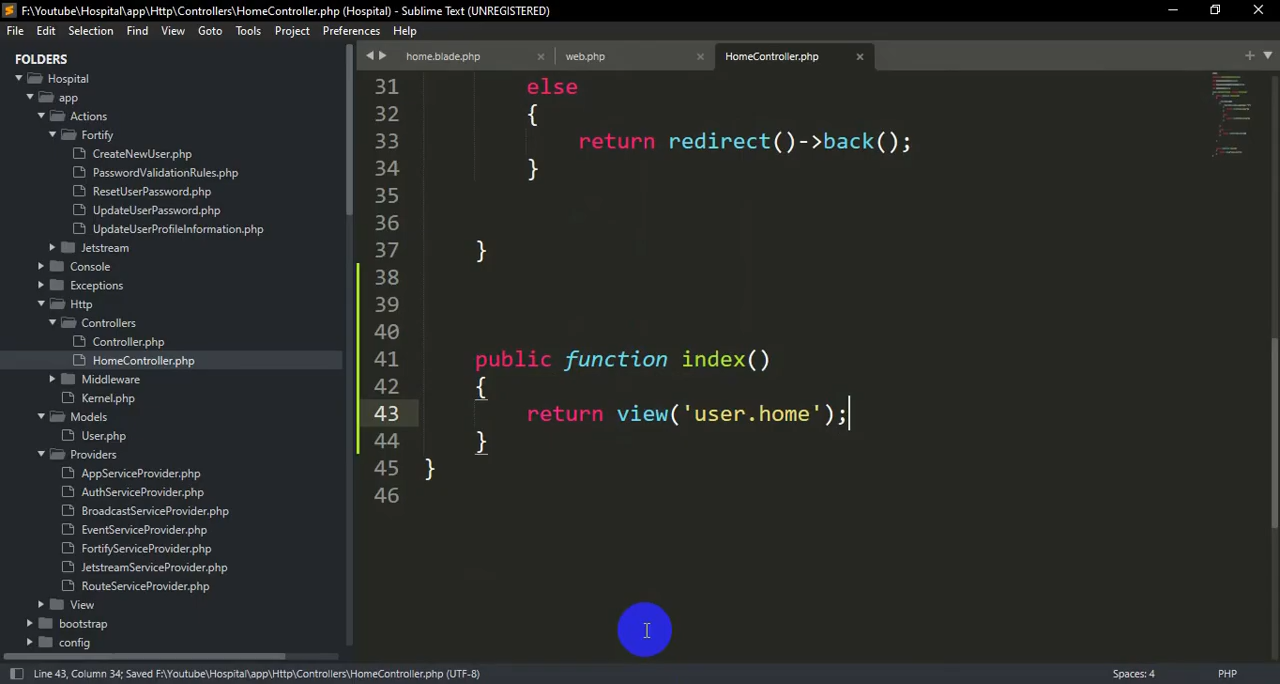 F:\Youtube\Hospital\app\Http\Controllers\HomeController.php (Hospital) - Sublime Text (UNREGISTERED)
File Edit Selection Find View Goto Tools Project Preferences Help
FOLDERS
Hospital
app
Actions
Fortify
CreateNewUser.php
PasswordValidationRules.php
ResetUserPassword.php
UpdateUserPassword.php
UpdateUserProfileInformation.php
Jetstream
Console
Exceptions
Http
Controllers
Controller.php
HomeController.php
Middleware
Kernel.php
Models
User.php
Providers
AppServiceProvider.php
AuthServiceProvider.php
BroadcastServiceProvider.php
EventServiceProvider.php
FortifyServiceProvider.php
JetstreamServiceProvider.php
RouteServiceProvider.php
View
bootstrap
config
home.blade.php web.php HomeController.php
31 else
32 {
33 return redirect()->back();
34 }
35
36
37 }
38
39
40
41 public function index()
42 {
43 return view('user.home');
44 }
45 }
46
Line 43, Column 34; Saved F:\Youtube\Hospital\app\Http\Controllers\HomeController.php (UTF-8) Spaces: 4 PHP